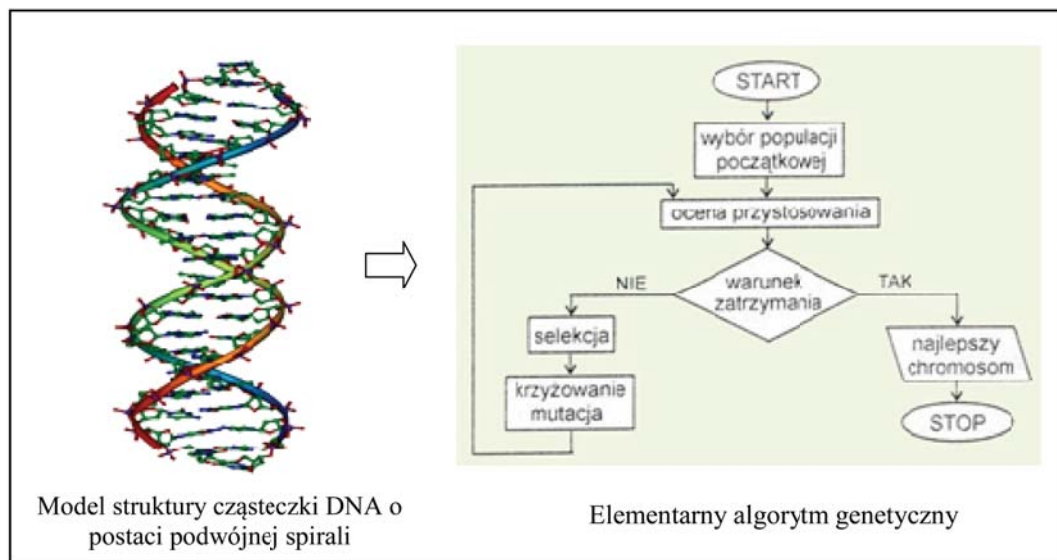 START
wybór populacji
początkowej
ocena przystosowania
NIE
warunek
zatrzymania
TAK
selekcja
krzyżowanie
mutacja
najlepszy
chromosom
STOP
Model struktury cząsteczki DNA o
postaci podwójnej spirali
Elementarny algorytm genetyczny